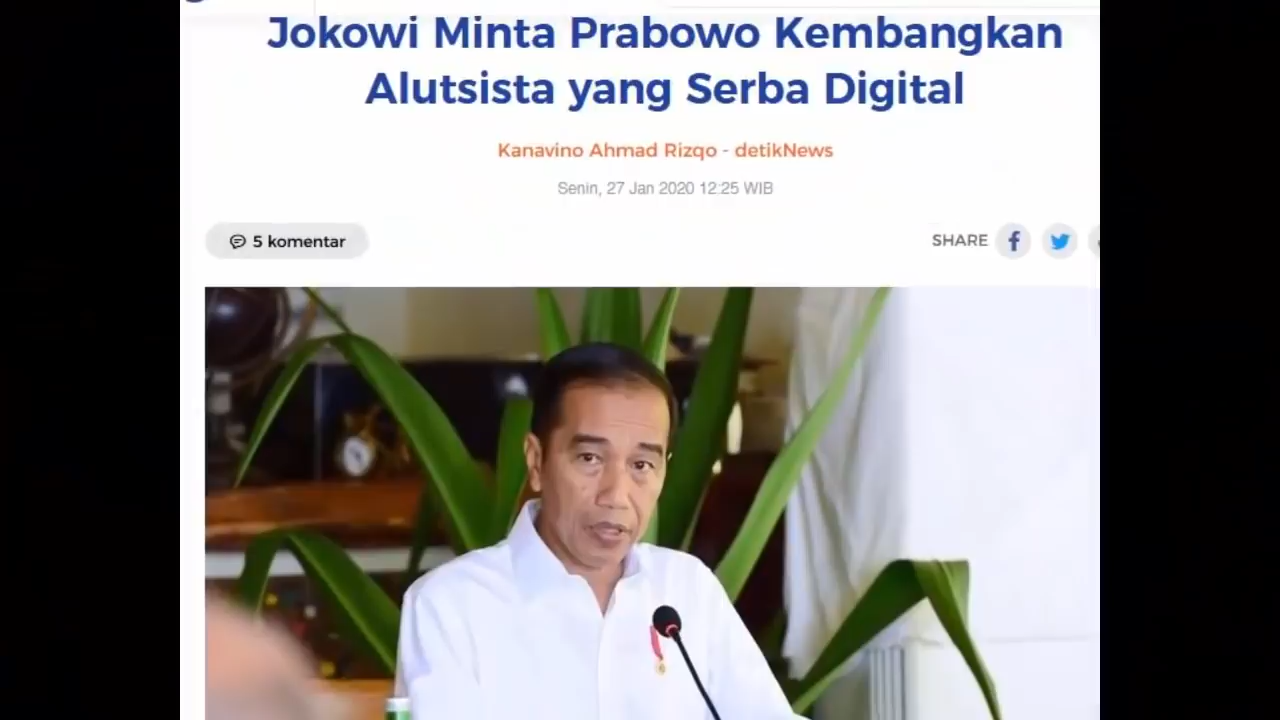 Jokowi Minta Prabowo Kembangkan
Alutsista yang Serba Digital
Kanavino Ahmad Rizqo - detikNews
Senin, 27 Jan 2020 12:25 WIB
5 komentar
SHARE